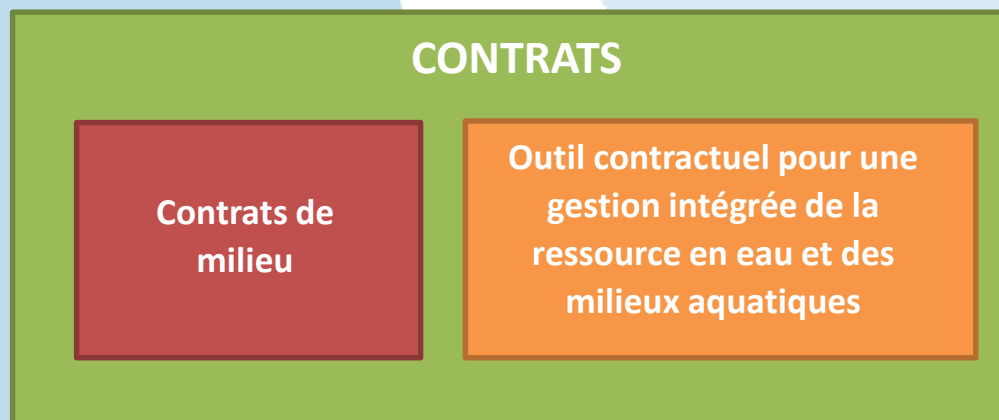 CONTRATS
Contrats de
milieu
Outil contractuel pour une
gestion intégrée de la
ressource en eau et des
milieux aquatiques